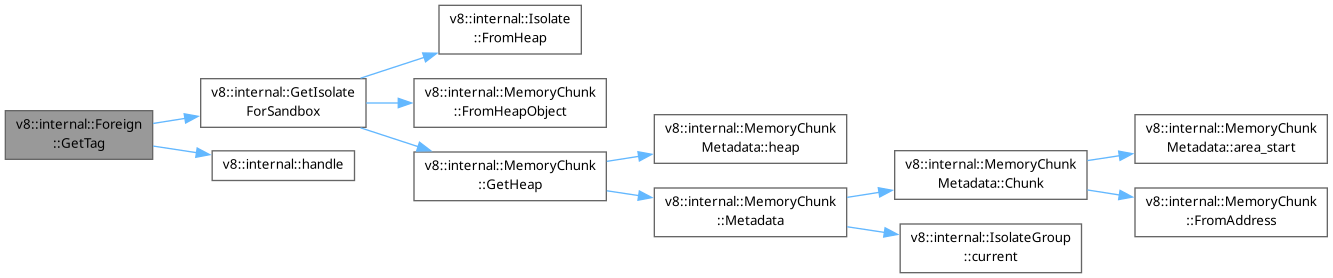 v8::internal::Foreign
::GetTag
v8::internal::GetIsolate
ForSandbox
v8::internal::handle
v8::internal::Isolate
::FromHeap
v8::internal::MemoryChunk
::FromHeapObject
v8::internal::MemoryChunk
::GetHeap
v8::internal::MemoryChunk
Metadata::heap
v8::internal::MemoryChunk
::Metadata
v8::internal::MemoryChunk
Metadata::Chunk
v8::internal::IsolateGroup
::current
v8::internal::MemoryChunk
Metadata::area_start
v8::internal::MemoryChunk
::FromAddress